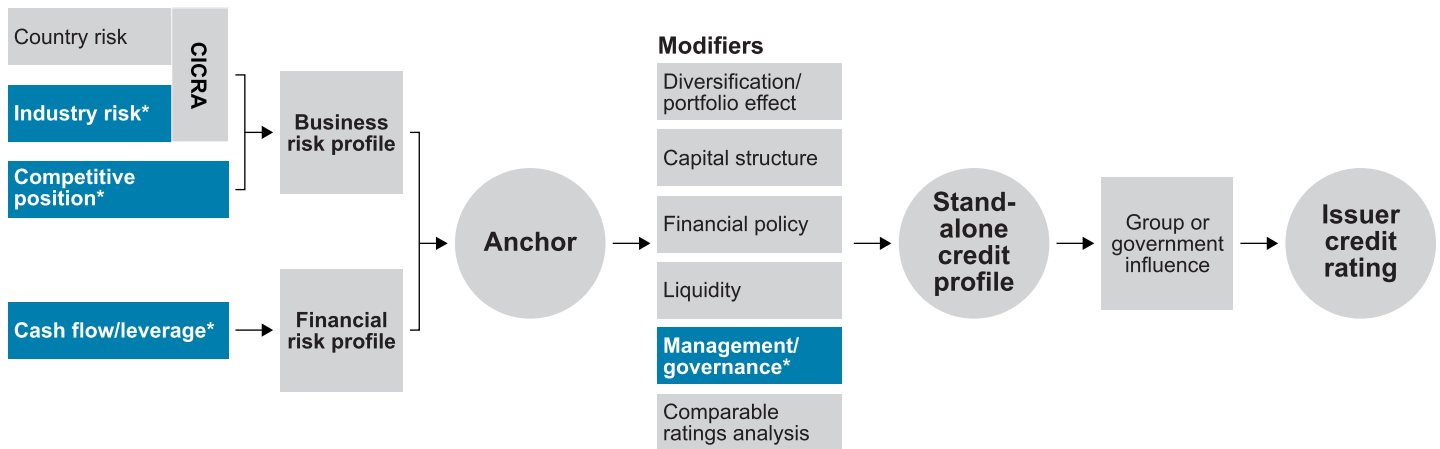 Country risk
CICRA
Industry risk*
Competitive
position*
Cash flow/leverage*
Business
risk profile
Financial
risk profile
Anchor
Modifiers
Diversification/
portfolio effect
Capital structure
Financial policy
Liquidity
Management/
governance*
Comparable
ratings analysis
Stand-
alone
credit
profile
Group or
government
influence
Issuer
credit
rating